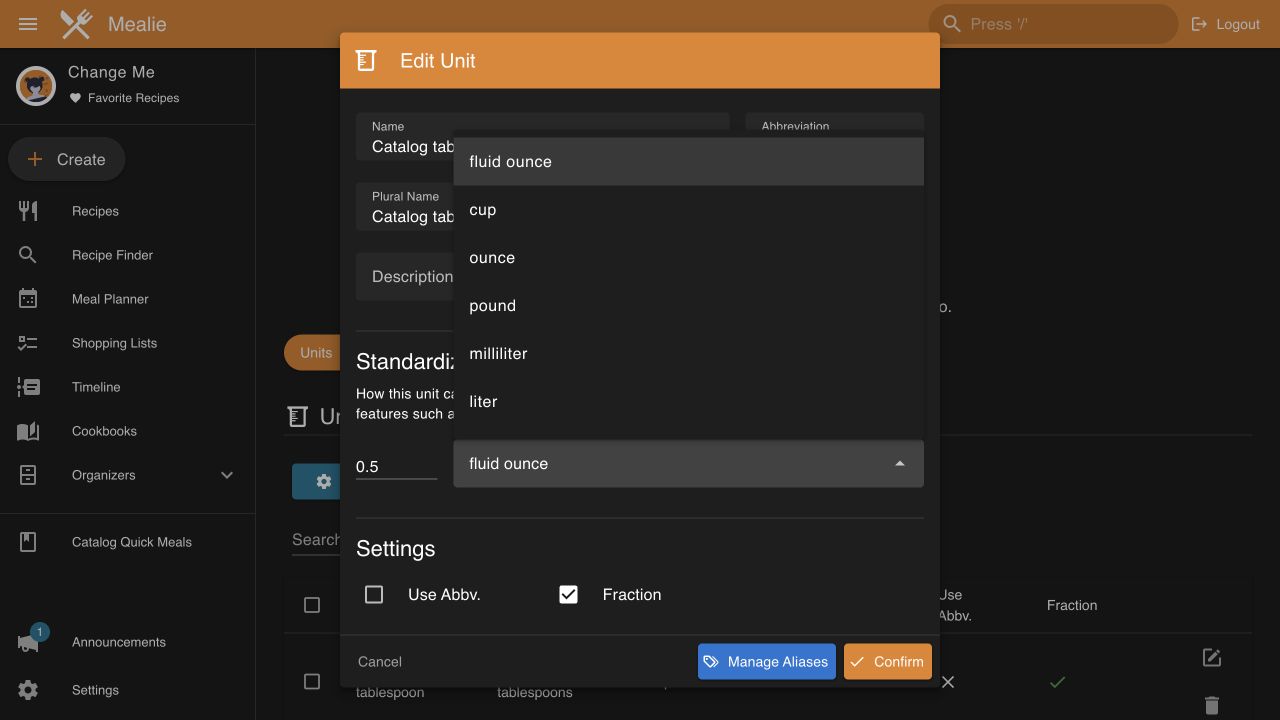 Mealie
Press '/'
Logout
Change Me
Favorite Recipes
Create
Recipes
Recipe Finder
Meal Planner
Shopping Lists
Timeline
Cookbooks
Organizers
Catalog Quick Meals
1
Announcements
Settings
Edit Unit
Name
Catalog tab
Abbreviation
Plural Name
Catalog tab
Description
fluid ounce
cup
ounce
pound
milliliter
liter
Standardiz
How this unit ca
features such a
0.5
fluid ounce
Settings
Use Abbv.
Fraction
Cancel
Manage Aliases
Confirm
o.
Units
Un
Search
Use
Abbv.
Fraction
tablespoon
tablespoons